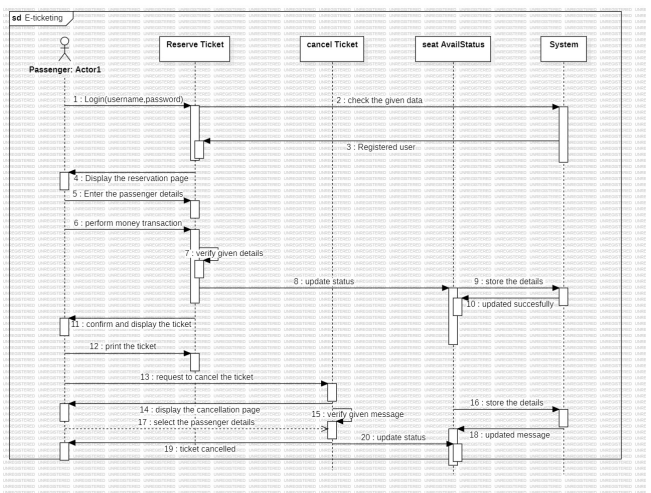 sd E-ticketing
Reserve Ticket
cancel Ticket
seat AvailStatus
System
Passenger: Actor1
1 : Login(username,password)
2 : check the given data
3 : Registered user
4 : Display the reservation page
5 : Enter the passenger details
6 : perform money transaction
7 : verify given details
8 : update status
9 : store the details
10 : updated succesfully
11 : confirm and display the ticket
12 : print the ticket
13 : request to cancel the ticket
14 : display the cancellation page
15 : verify given message
16 : store the details
17 : select the passenger details
18 : updated message
19 : ticket cancelled
20 : update status